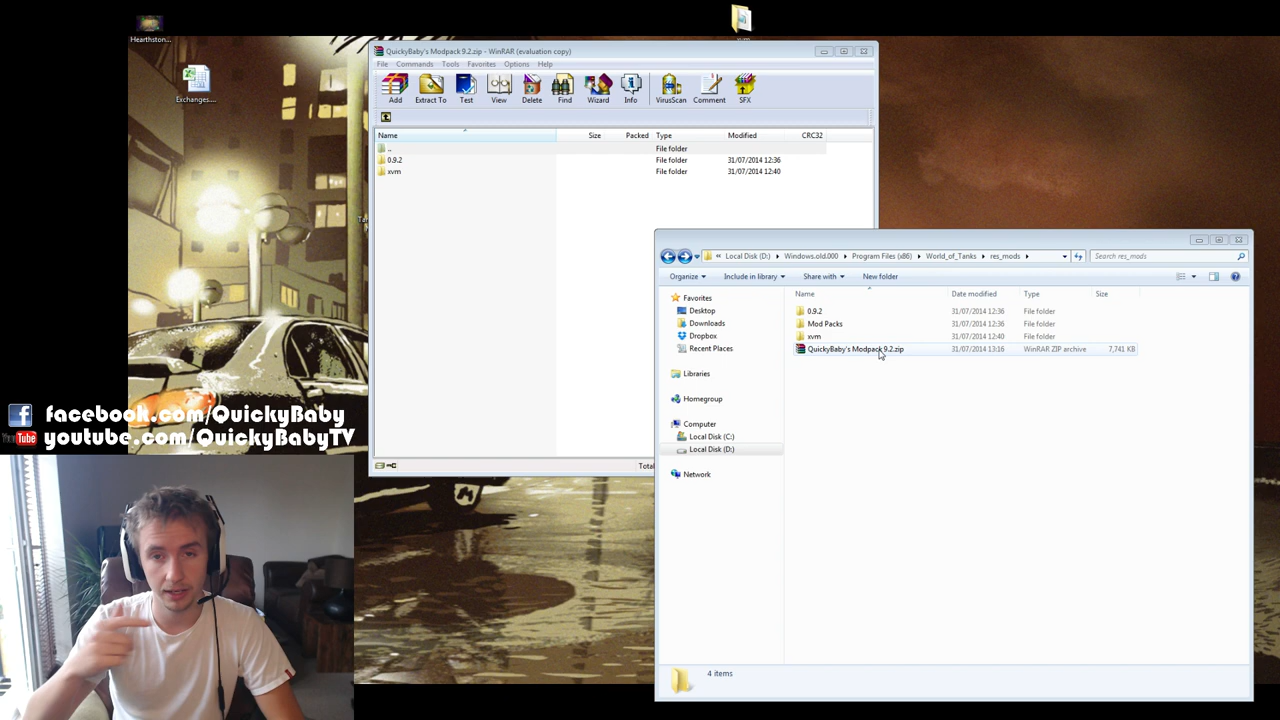 Hearthston...
Exchanges....
QuickyBaby's Modpack 9.2.zip - WinRAR (evaluation copy)
File Commands Tools Favorites Options Help
Add Extract To Test View Delete Find Wizard Info VirusScan Comment SFX
Name Size Packed Type Modified CRC32
.. File folder
0.9.2 File folder 31/07/2014 12:36
xvm File folder 31/07/2014 12:40
Total
« Local Disk (D:) Windows.old.000 Program Files (x86) World_of_Tanks res_mods Search res_mods
Organize Include in library Share with New folder
Name Date modified Type Size
0.9.2 31/07/2014 12:36 File folder
Mod Packs 31/07/2014 12:36 File folder
xvm 31/07/2014 12:40 File folder
QuickyBaby's Modpack 9.2.zip 31/07/2014 13:16 WinRAR ZIP archive 7,741 KB
Favorites
Desktop
Downloads
Dropbox
Recent Places
Libraries
Homegroup
Computer
Local Disk (C:)
Local Disk (D:)
Network
4 items
facebook.com/QuickyBaby
YouTube youtube.com/QuickyBabyTV